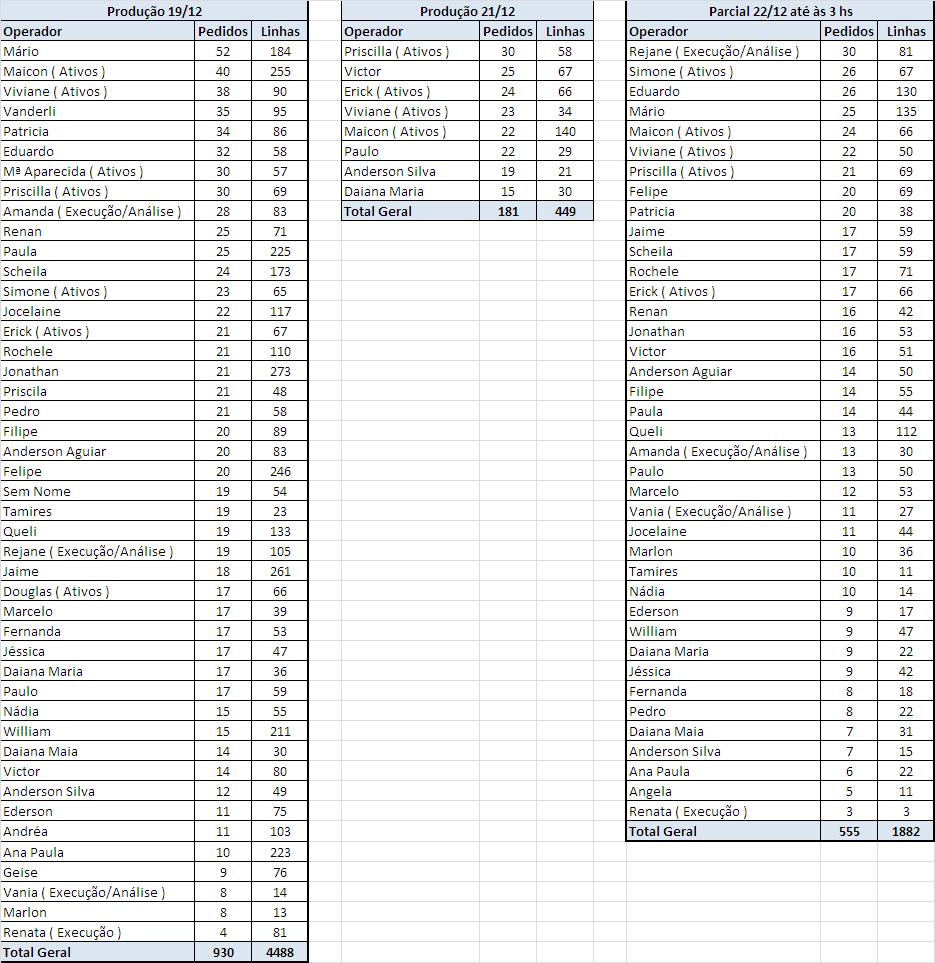 Produção 19/12
Operador Pedidos Linhas
Mário 52 184
Maicon ( Ativos ) 40 255
Viviane ( Ativos ) 38 90
Vanderli 35 95
Patricia 34 86
Eduardo 32 58
Mª Aparecida ( Ativos ) 30 57
Priscilla ( Ativos ) 30 69
Amanda ( Execução/Análise ) 28 83
Renan 25 71
Paula 25 225
Scheila 24 173
Simone ( Ativos ) 23 65
Jocelaine 22 117
Erick ( Ativos ) 21 67
Rochele 21 110
Jonathan 21 273
Priscila 21 48
Pedro 21 58
Filipe 20 89
Anderson Aguiar 20 83
Felipe 20 246
Sem Nome 19 54
Tamires 19 23
Queli 19 133
Rejane ( Execução/Análise ) 19 105
Jaime 18 261
Douglas ( Ativos ) 17 66
Marcelo 17 39
Fernanda 17 53
Jéssica 17 47
Daiana Maria 17 36
Paulo 17 59
Nádia 15 55
William 15 211
Daiana Maia 14 30
Victor 14 80
Anderson Silva 12 49
Ederson 11 75
Andréa 11 103
Ana Paula 10 223
Geise 9 76
Vania ( Execução/Análise ) 8 14
Marlon 8 13
Renata ( Execução ) 4 81
Total Geral 930 4488
Produção 21/12
Operador Pedidos Linhas
Priscilla ( Ativos ) 30 58
Victor 25 67
Erick ( Ativos ) 24 66
Viviane ( Ativos ) 23 34
Maicon ( Ativos ) 22 140
Paulo 22 29
Anderson Silva 19 21
Daiana Maria 15 30
Total Geral 181 449
Parcial 22/12 até às 3 hs
Operador Pedidos Linhas
Rejane ( Execução/Análise ) 30 81
Simone ( Ativos ) 26 67
Eduardo 26 130
Mário 25 135
Maicon ( Ativos ) 24 66
Viviane ( Ativos ) 22 50
Priscilla ( Ativos ) 21 69
Felipe 20 69
Patricia 20 38
Jaime 17 59
Scheila 17 59
Rochele 17 71
Erick ( Ativos ) 17 66
Renan 16 42
Jonathan 16 53
Victor 16 51
Anderson Aguiar 14 50
Filipe 14 55
Paula 14 44
Queli 13 112
Amanda ( Execução/Análise ) 13 30
Paulo 13 50
Marcelo 12 53
Vania ( Execução/Análise ) 11 27
Jocelaine 11 44
Marlon 10 36
Tamires 10 11
Nádia 10 14
Ederson 9 17
William 9 47
Daiana Maria 9 22
Jéssica 9 42
Fernanda 8 18
Pedro 8 22
Daiana Maia 7 31
Anderson Silva 7 15
Ana Paula 6 22
Angela 5 11
Renata ( Execução ) 3 3
Total Geral 555 1882